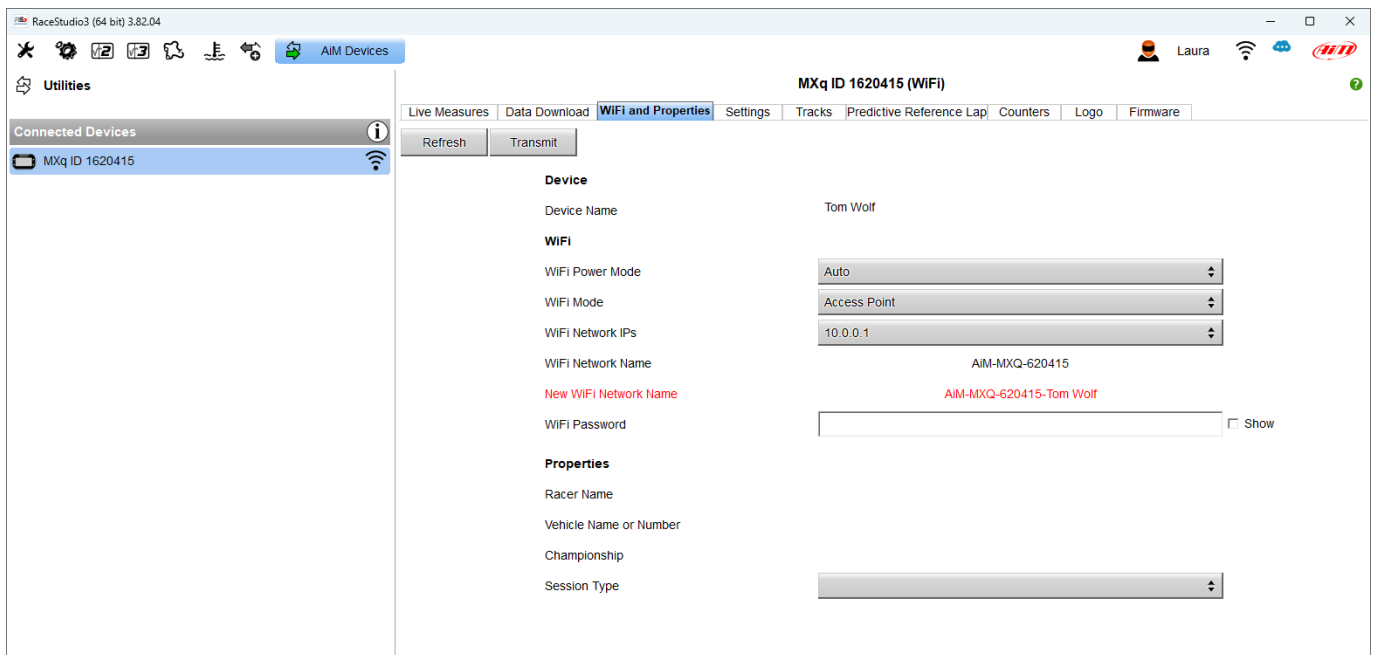 RaceStudio3 (64 bit) 3.82.04
AiM Devices
Laura
AiM
Utilities
MXq ID 1620415 (WiFi)
Live Measures Data Download WiFi and Properties Settings Tracks Predictive Reference Lap Counters Logo Firmware
Connected Devices
Refresh Transmit
MXq ID 1620415
Device
Device Name Tom Wolf
WiFi
WiFi Power Mode Auto
WiFi Mode Access Point
WiFi Network IPs 10.0.0.1
WiFi Network Name AiM-MXQ-620415
New WiFi Network Name AiM-MXQ-620415-Tom Wolf
WiFi Password Show
Properties
Racer Name
Vehicle Name or Number
Championship
Session Type